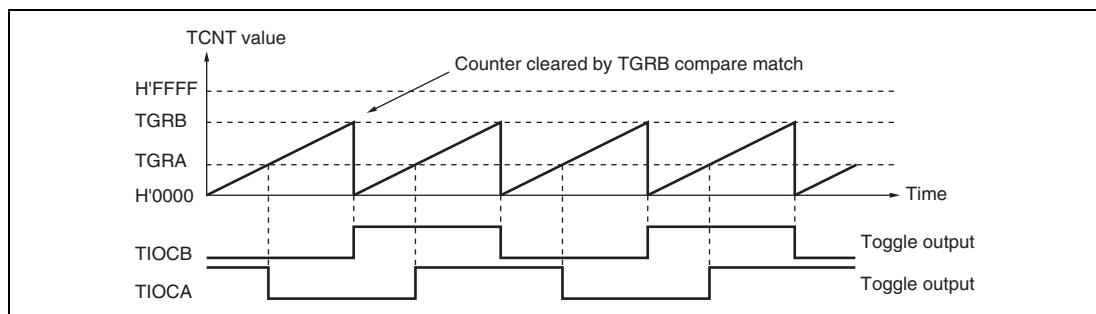 TCNT value
Counter cleared by TGRB compare match
H'FFFF
TGRB
TGRA
H'0000
Time
TIOCB
Toggle output
TIOCA
Toggle output